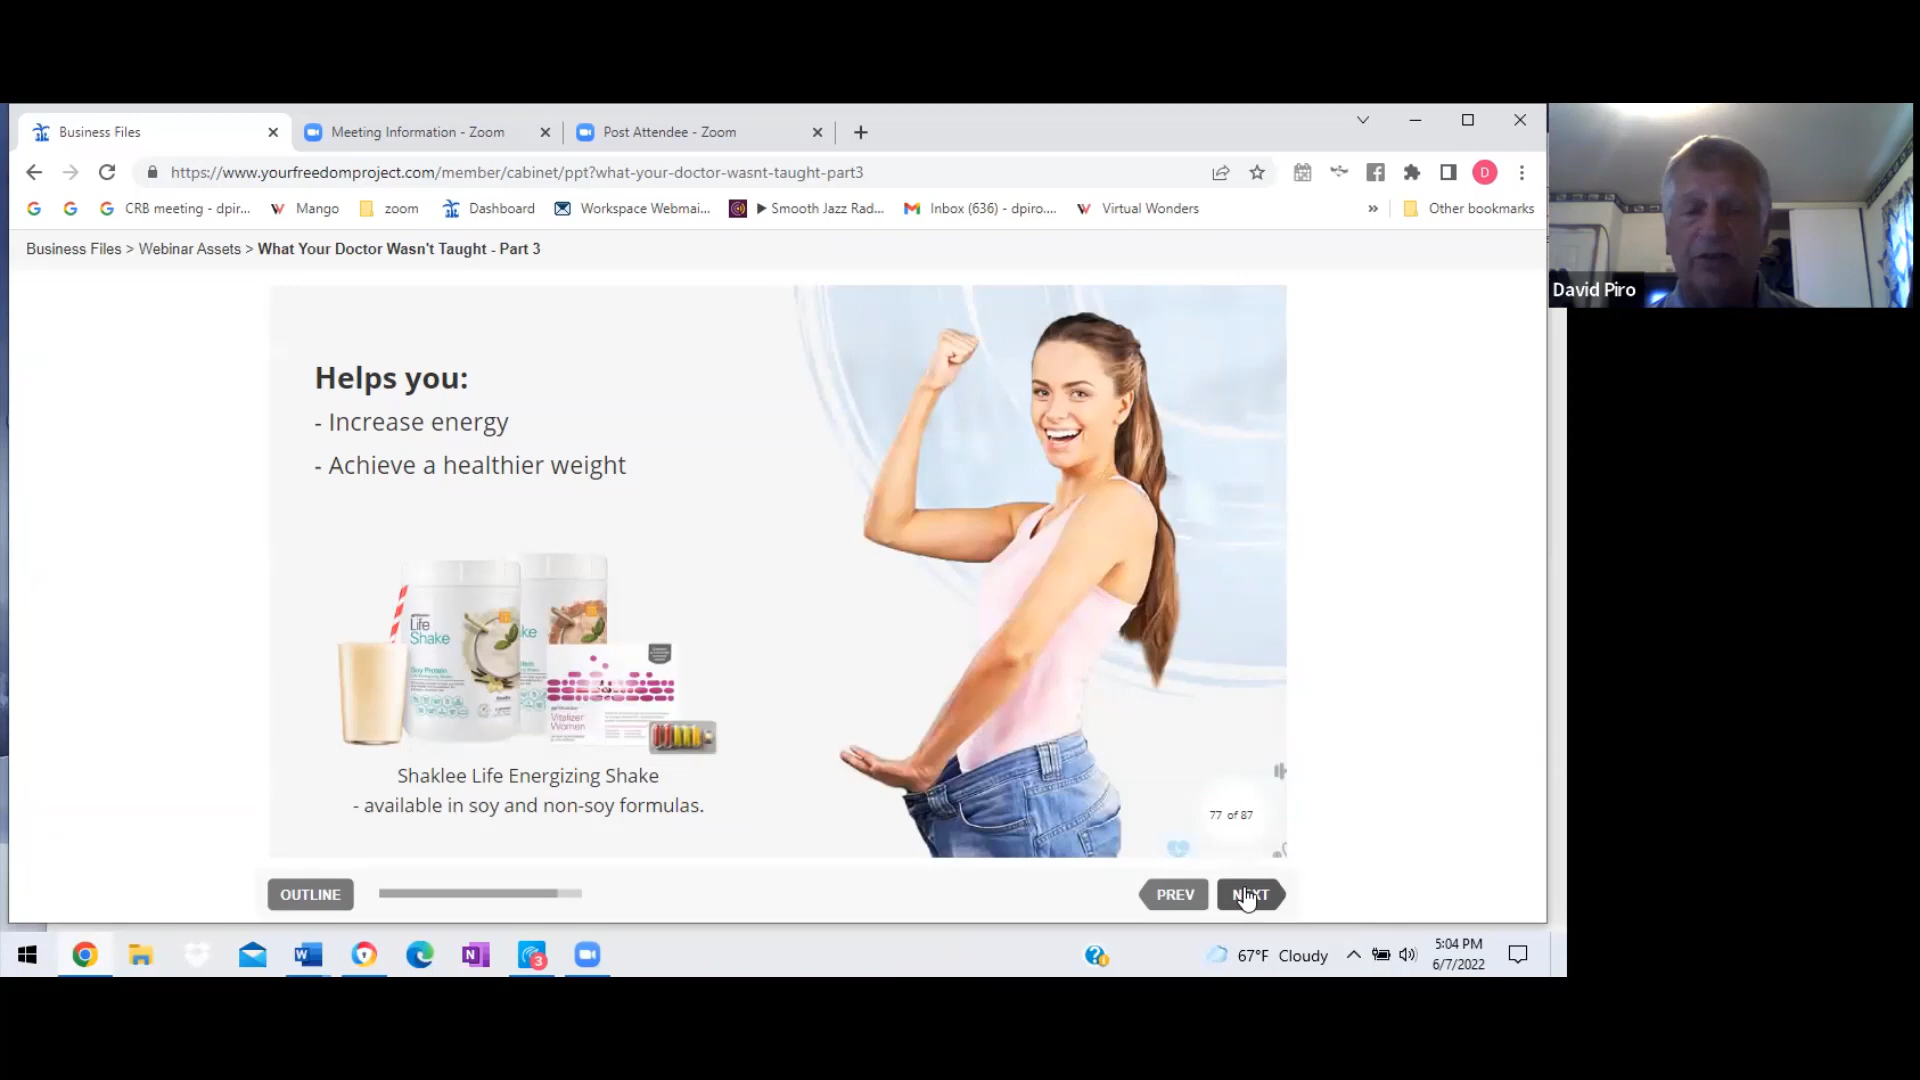 Business Files
Meeting Information - Zoom
Post Attendee - Zoom
https://www.yourfreedomproject.com/member/cabinet/ppt?what-your-doctor-wasnt-taught-part3
D
CRB meeting - dpir...
Mango
zoom
Dashboard
Workspace Webmai...
Smooth Jazz Rad...
Inbox (636) - dpiro....
Virtual Wonders
»
Other bookmarks
Business Files > Webinar Assets > What Your Doctor Wasn't Taught - Part 3
David Piro
Helps you:
- Increase energy
- Achieve a healthier weight
Life
Shake
Soy Protein
Vitalizer
Women
Shaklee Life Energizing Shake
- available in soy and non-soy formulas.
77 of 87
OUTLINE
PREV
NEXT
3
67°F Cloudy
5:04 PM
6/7/2022